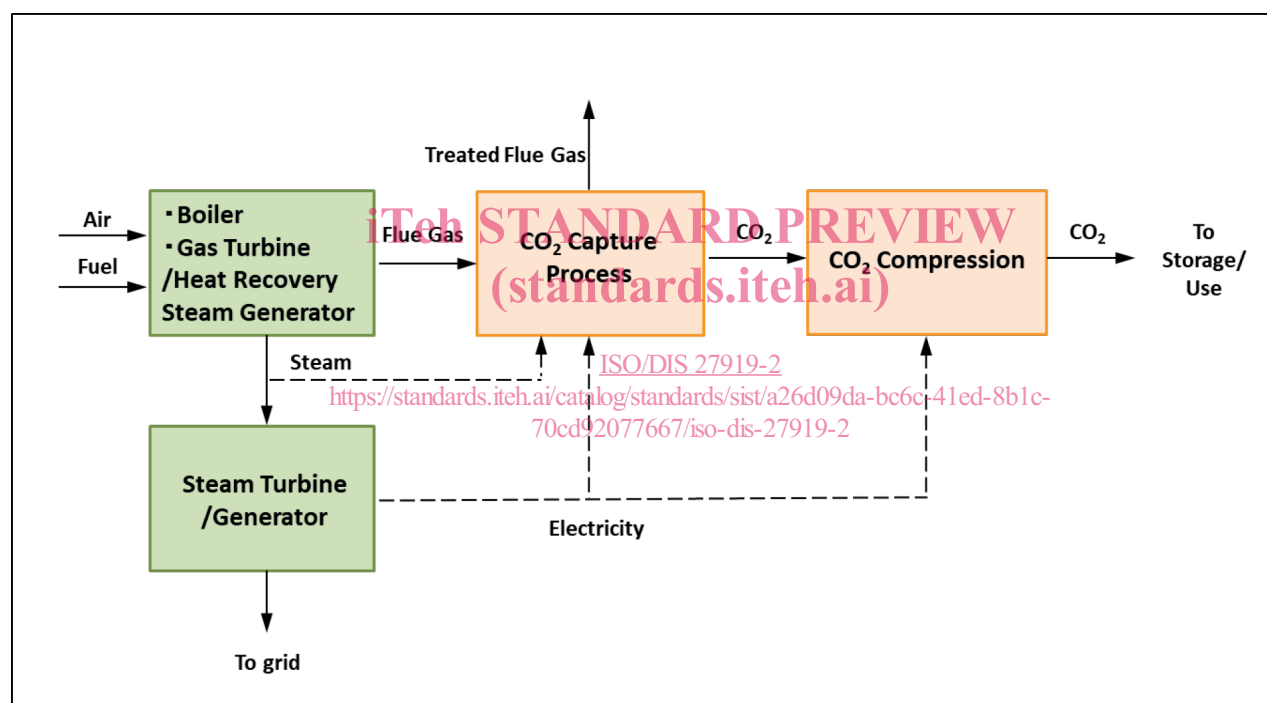 Treated Flue Gas
Air
Fuel
・Boiler
・Gas Turbine
/Heat Recovery
Steam Generator
Flue Gas
CO₂ Capture
Process
CO₂
CO₂ Compression
CO₂
To
Storage/
Use
iTeh STANDARD PREVIEW
(standards.iteh.ai)
Steam
ISO/DIS 27919-2
https://standards.iteh.ai/catalog/standards/sist/a26d09da-bc6c-41ed-8b1c-
70cd92077667/iso-dis-27919-2
Steam Turbine
/Generator
Electricity
To grid